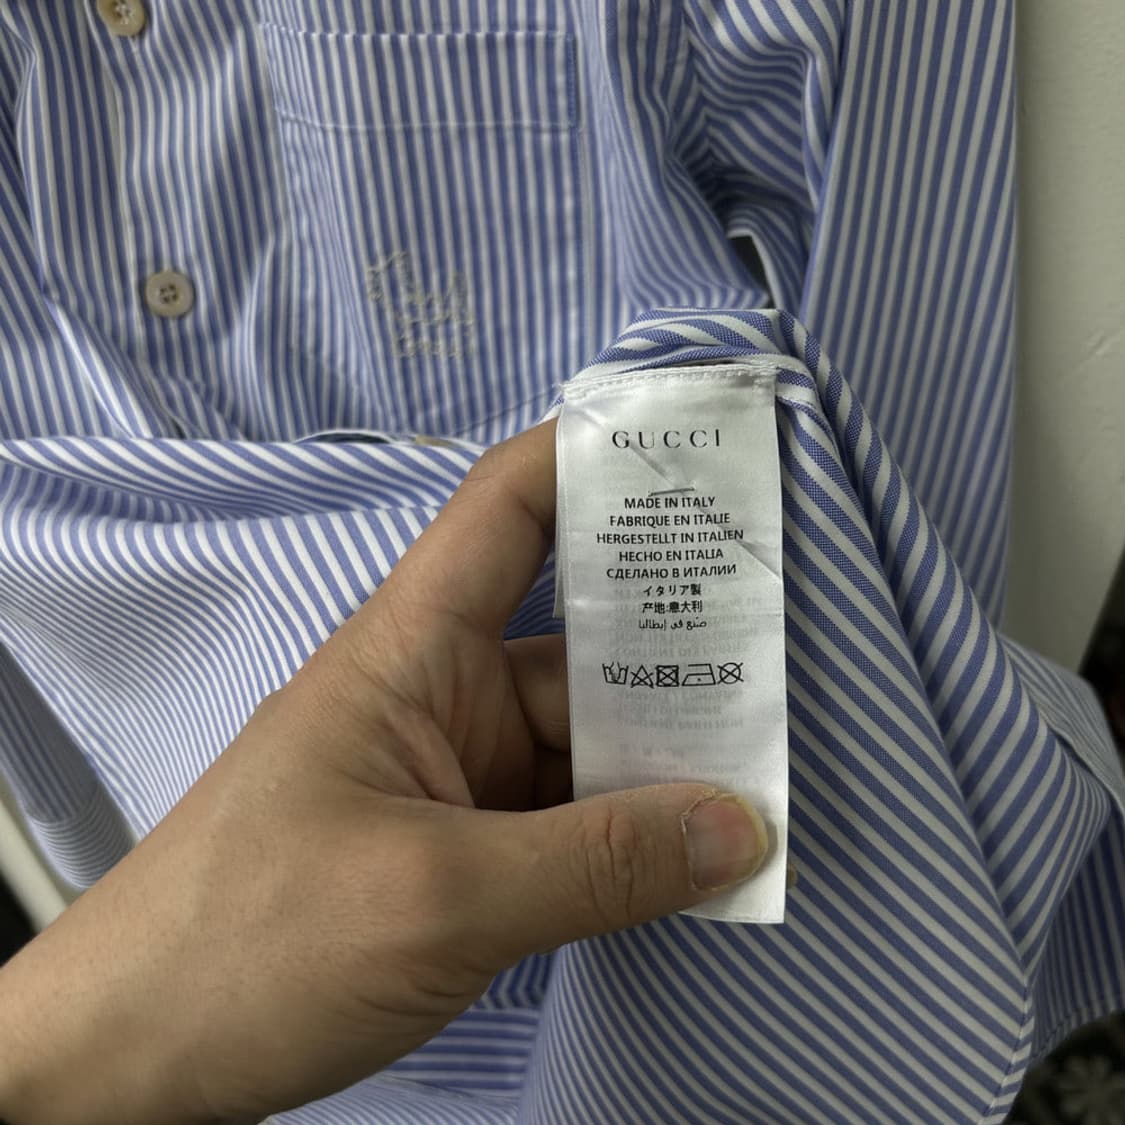 GUCCI
MADE IN ITALY
FABRIQUE EN ITALIE
HERGESTELLT IN ITALIEN
HECHO EN ITALIA
СДЕЛАНО В ИТАЛИИ
イタリア製
产地:意大利
صنع في إيطاليا